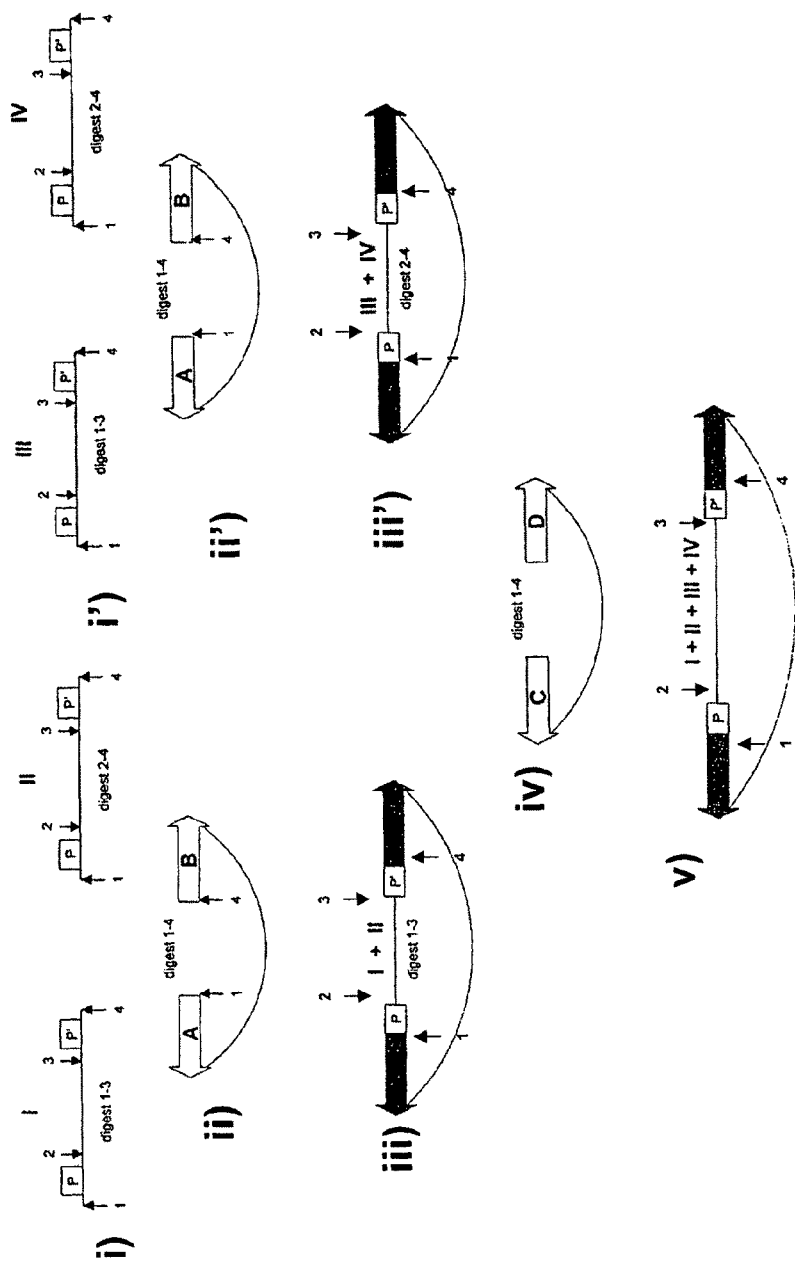 I II III IV
P 2 3 P' P 2 3 P' P 2 3 P' P 2 3 P'
i) digest 1-3 digest 2-4 i') digest 1-3 digest 2-4
1 4 1 4 1 4 1 4
digest 1-4 digest 1-4
ii) A B ii') A B
1 4 1 4
2 I + II 3 2 III + IV 3
iii) P P' iii') P P'
digest 1-3 digest 2-4
1 4 1 4
digest 1-4
iv) C D
2 I + II + III + IV 3
v) P P'
1 4